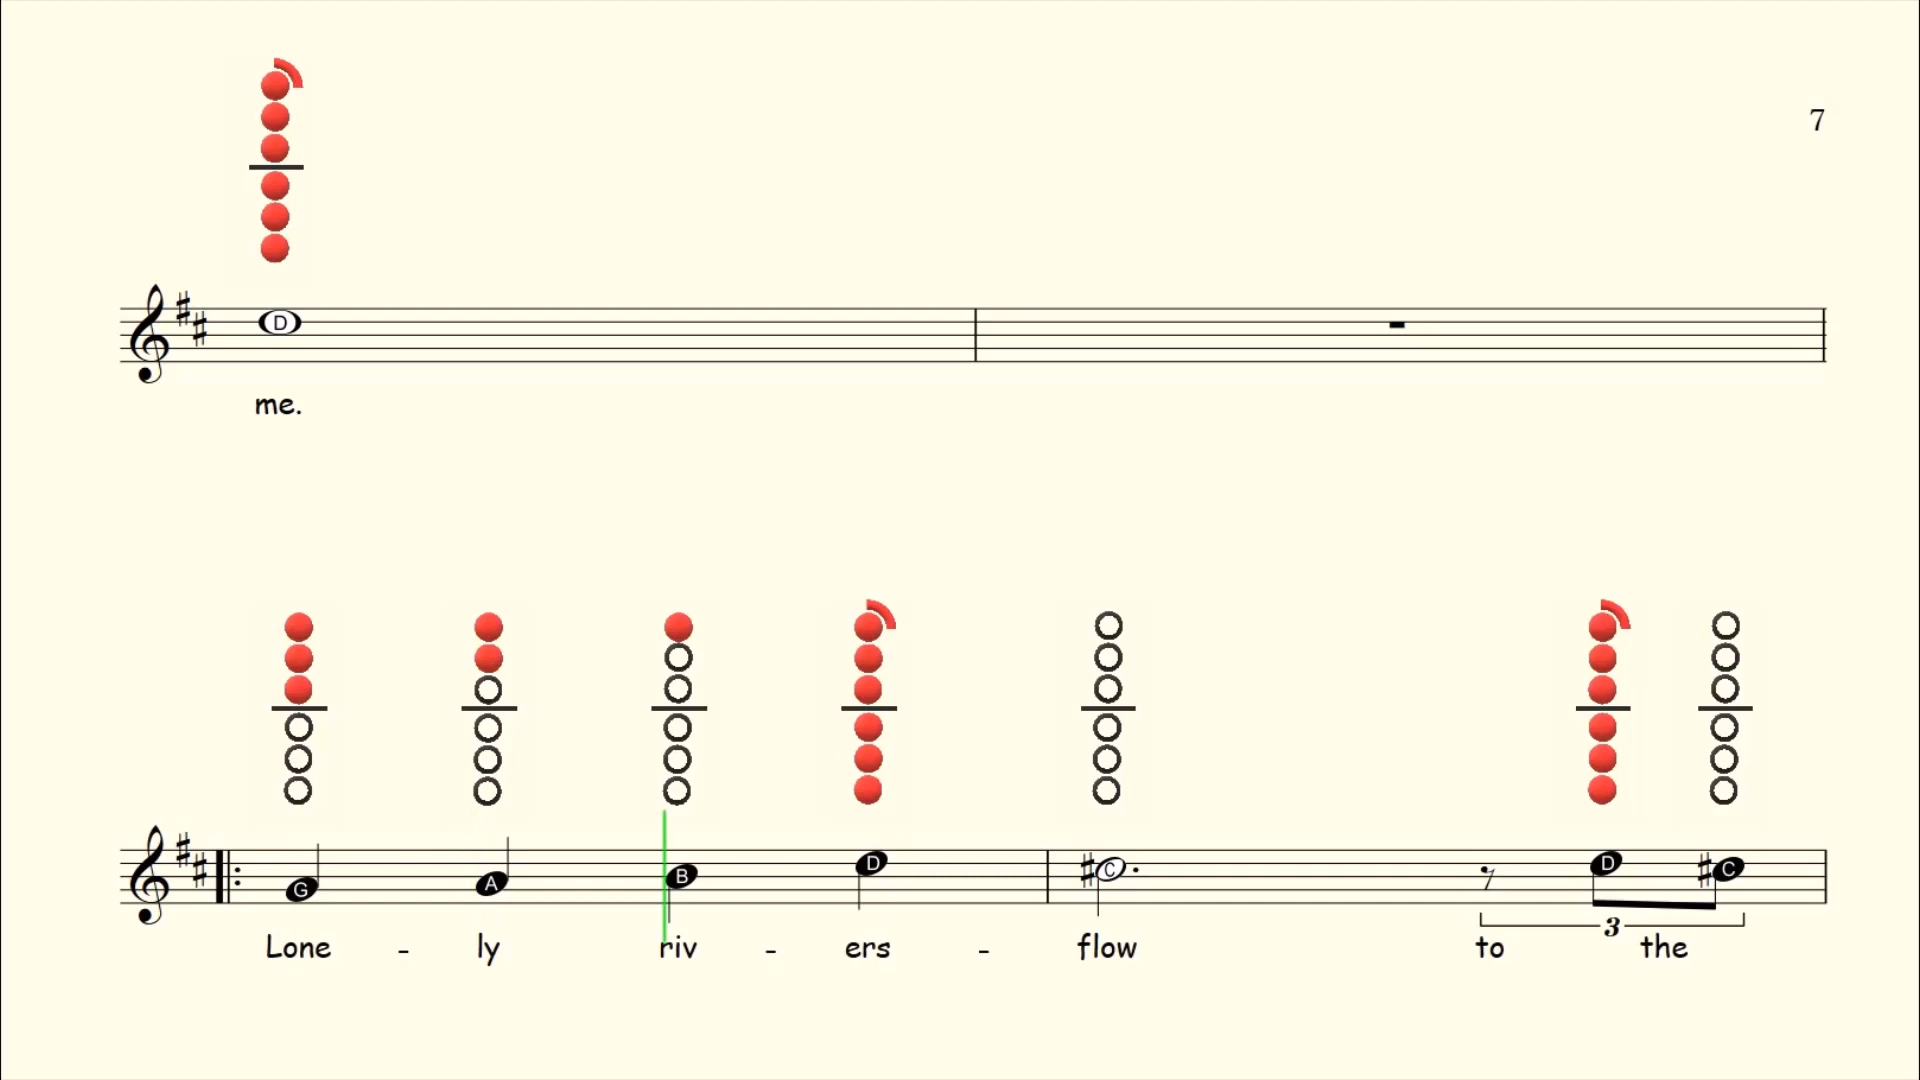 7
D
me.
G A B D C D C
Lone - ly riv - ers - flow to the
3